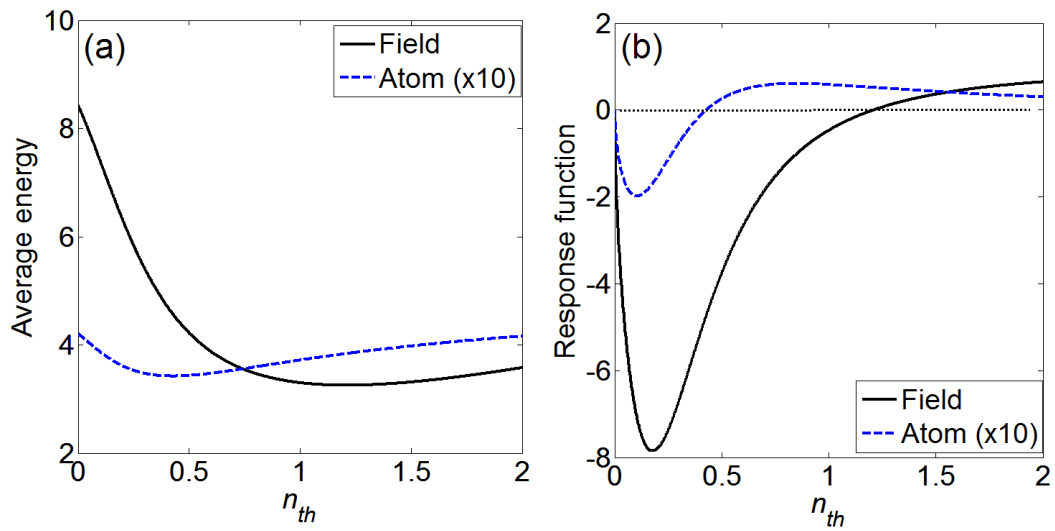 (a)
Field
Atom (x10)
Average energy
10
8
6
4
2
0
0.5
1
1.5
2
n_th
(b)
Field
Atom (x10)
Response function
2
0
-2
-4
-6
-8
0
0.5
1
1.5
2
n_th